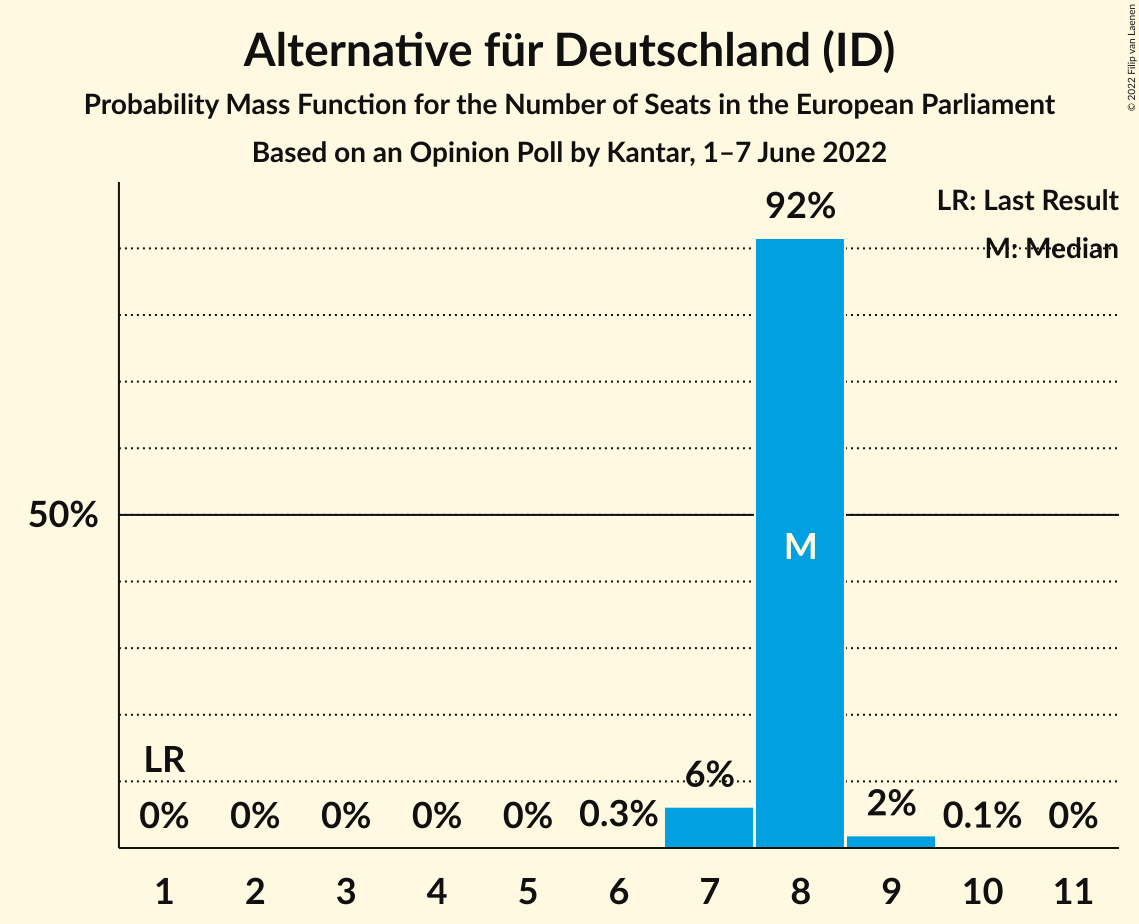 Alternative für Deutschland (ID)
Probability Mass Function for the Number of Seats in the European Parliament
Based on an Opinion Poll by Kantar, 1–7 June 2022
© 2022 Filip van Laenen
LR: Last Result
M: Median
92%
50%
M
LR
0%
0%
0%
0%
0%
0.3%
6%
2%
0.1%
0%
1 2 3 4 5 6 7 8 9 10 11